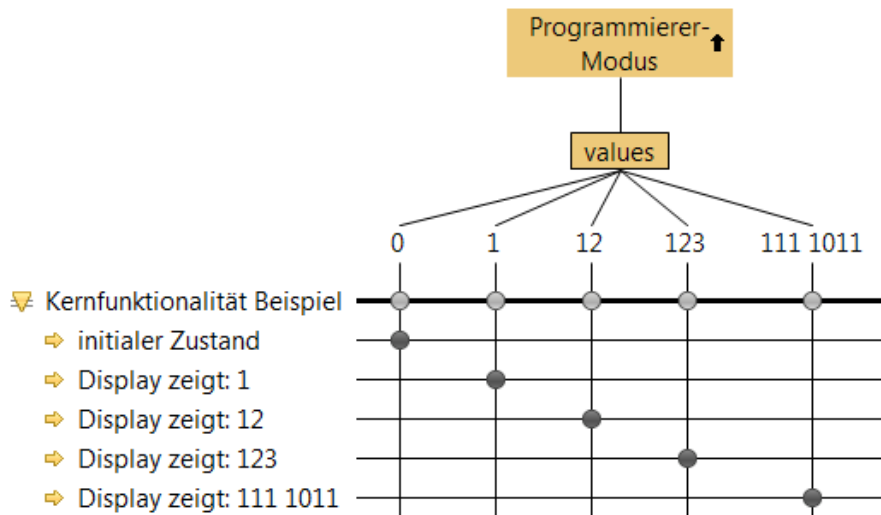 Programmierer-
Modus
values
0 1 12 123 111 1011
Kernfunktionalität Beispiel
initialer Zustand
Display zeigt: 1
Display zeigt: 12
Display zeigt: 123
Display zeigt: 111 1011